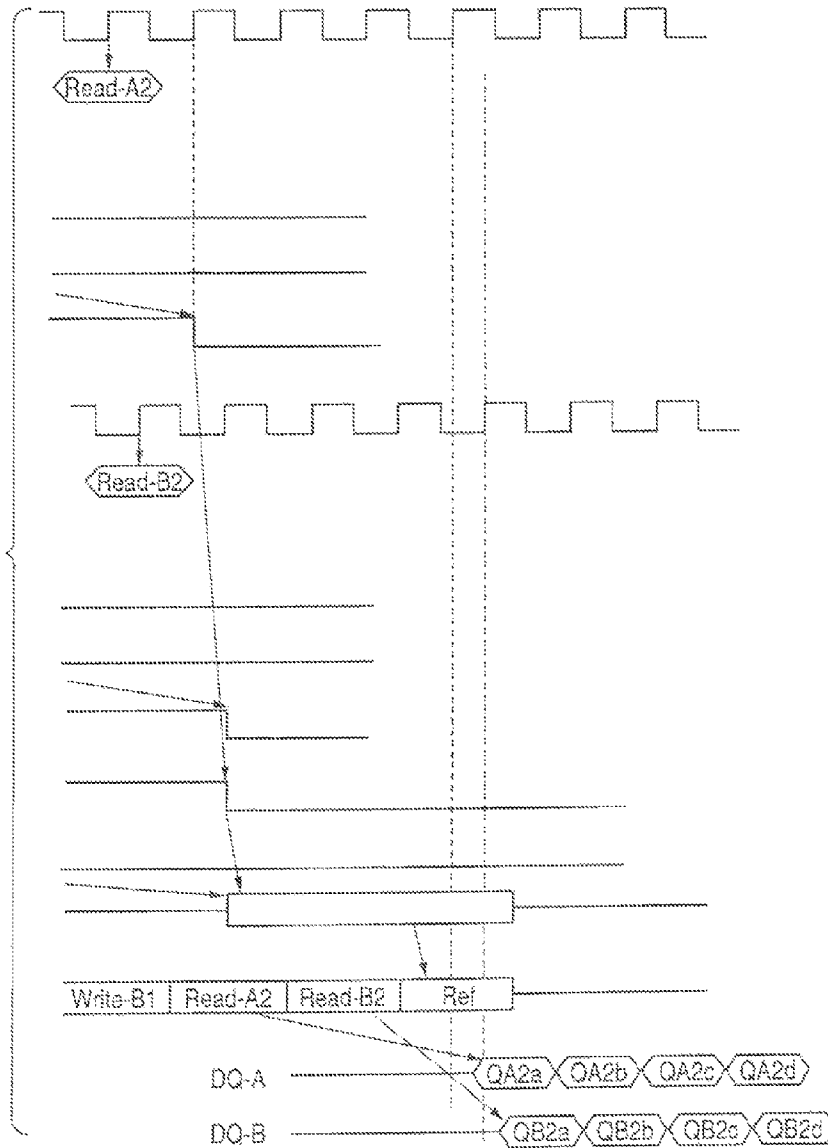 Read-A2
Read-B2
Write-B1 Read-A2 Read-B2 Ref
DQ-A QA2a QA2b QA2c QA2d
DQ-B QB2a QB2b QB2c QB2d